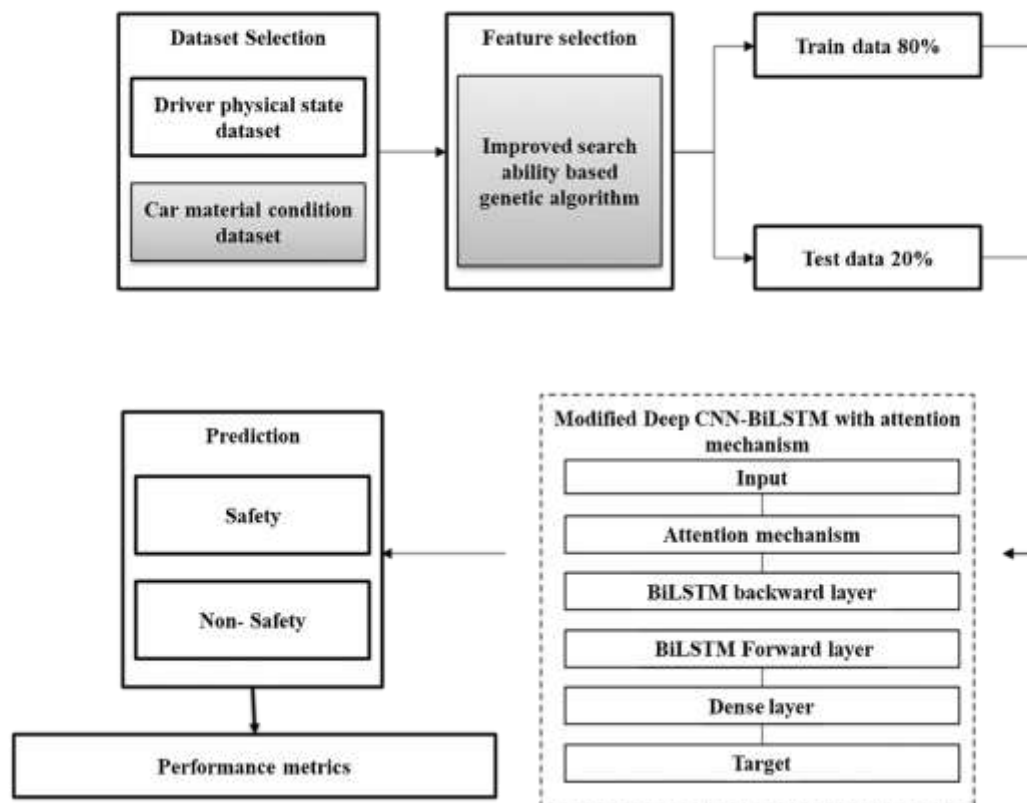 Dataset Selection
Driver physical state
dataset
Car material condition
dataset
Feature selection
Improved search
ability based
genetic algorithm
Train data 80%
Test data 20%
Modified Deep CNN-BiLSTM with attention
mechanism
Input
Attention mechanism
BiLSTM backward layer
BiLSTM Forward layer
Dense layer
Target
Prediction
Safety
Non- Safety
Performance metrics